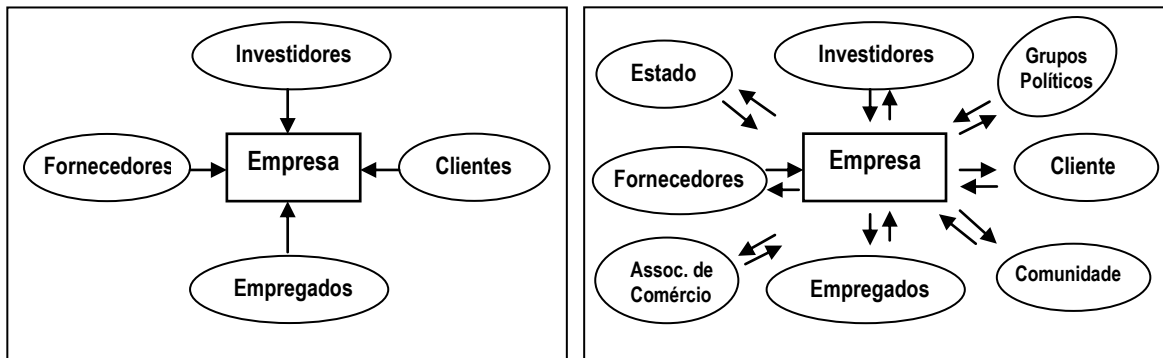 Investidores
Fornecedores
Empresa
Clientes
Empregados
Estado
Investidores
Grupos
Políticos
Fornecedores
Empresa
Cliente
Assoc. de
Comércio
Empregados
Comunidade